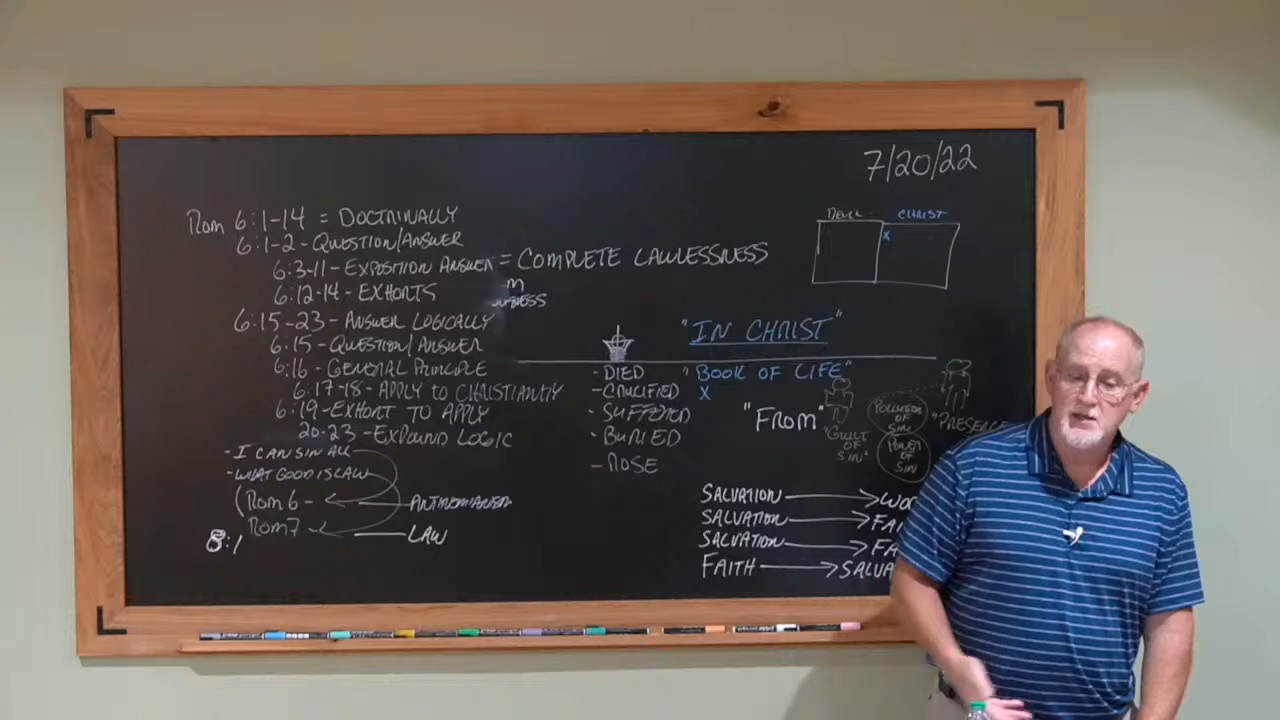 7/20/22
Rom 6:1-14 = DOCTRINALLY
6:1-2 - QUESTION/ANSWER
6:3-11 - EXPOSITION ANSWER = COMPLETE LAWLESSNESS
6:12-14 - EXHORTS
6:15-23 - ANSWER LOGICALLY
6:15 - QUESTION/ANSWER
6:16 - GENERAL PRINCIPLE
6:17-18 - APPLY TO CHRISTIANITY
6:19 - EXHORT TO APPLY
20-23 - EXPOUND LOGIC
- I CAN SIN ALL
- WHAT GOOD IS LAW
(Rom 6 - ANTINOMIANISM
Rom 7 - LAW
8:1
DEVIL CHRIST
X
"IN CHRIST"
"BOOK OF LIFE"
X
- DIED
- CRUCIFIED
- SUFFERED
- BURIED
- ROSE
"FROM"
"GUILT OF SIN"
POLLUTION OF SIN
POWER OF SIN
"PRESENCE
SALVATION
SALVATION
SALVATION
FAITH